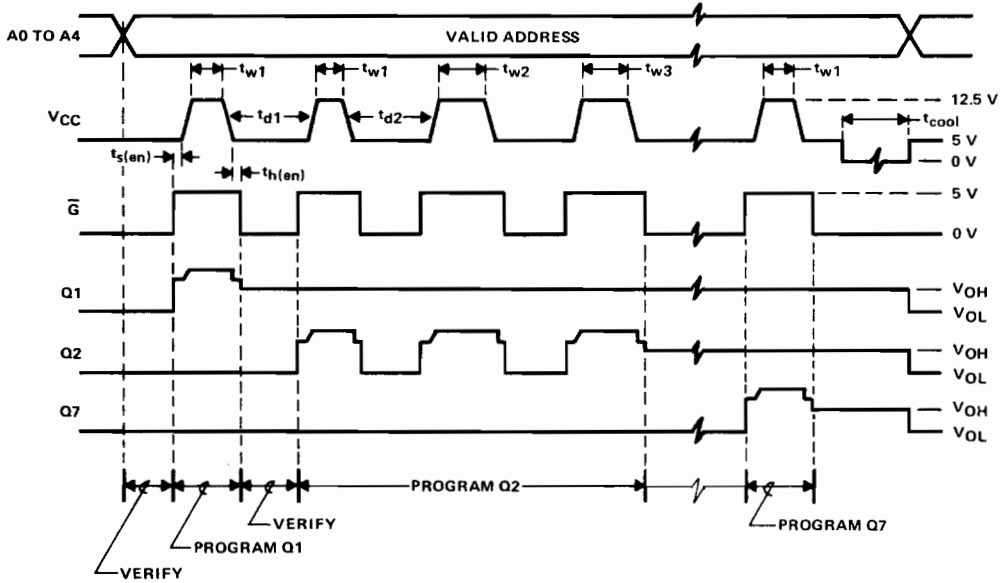 A0 TO A4
VALID ADDRESS
tw1
tw1
tw2
tw3
tw1
12.5 V
VCC
td1
td2
tcool
5 V
0 V
ts(en)
th(en)
G̅
5 V
0 V
Q1
VOH
VOL
Q2
VOH
VOL
Q7
VOH
VOL
PROGRAM Q2
VERIFY
PROGRAM Q7
PROGRAM Q1
VERIFY